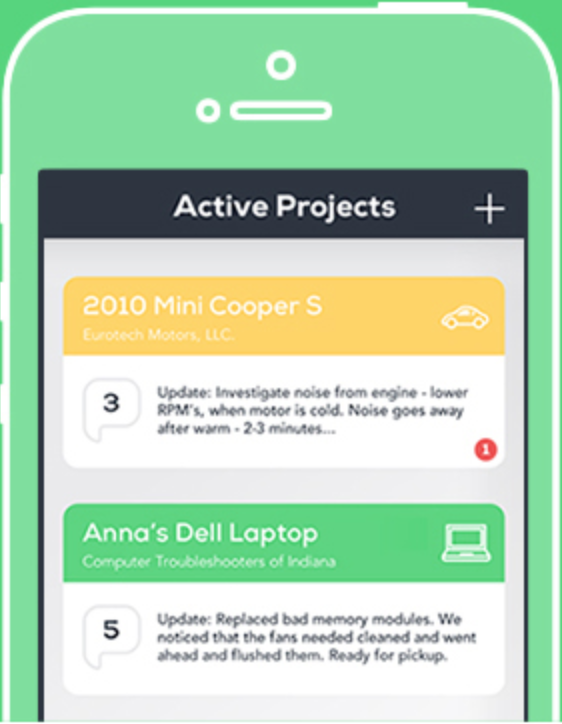 Active Projects
2010 Mini Cooper S
Eurotech Motors, LLC.
3
Update: Investigate noise from engine - lower
RPM's, when motor is cold. Noise goes away
after warm - 2-3 minutes...
1
Anna's Dell Laptop
Computer Troubleshooters of Indiana
5
Update: Replaced bad memory modules. We
noticed that the fans needed cleaned and went
ahead and flushed them. Ready for pickup.